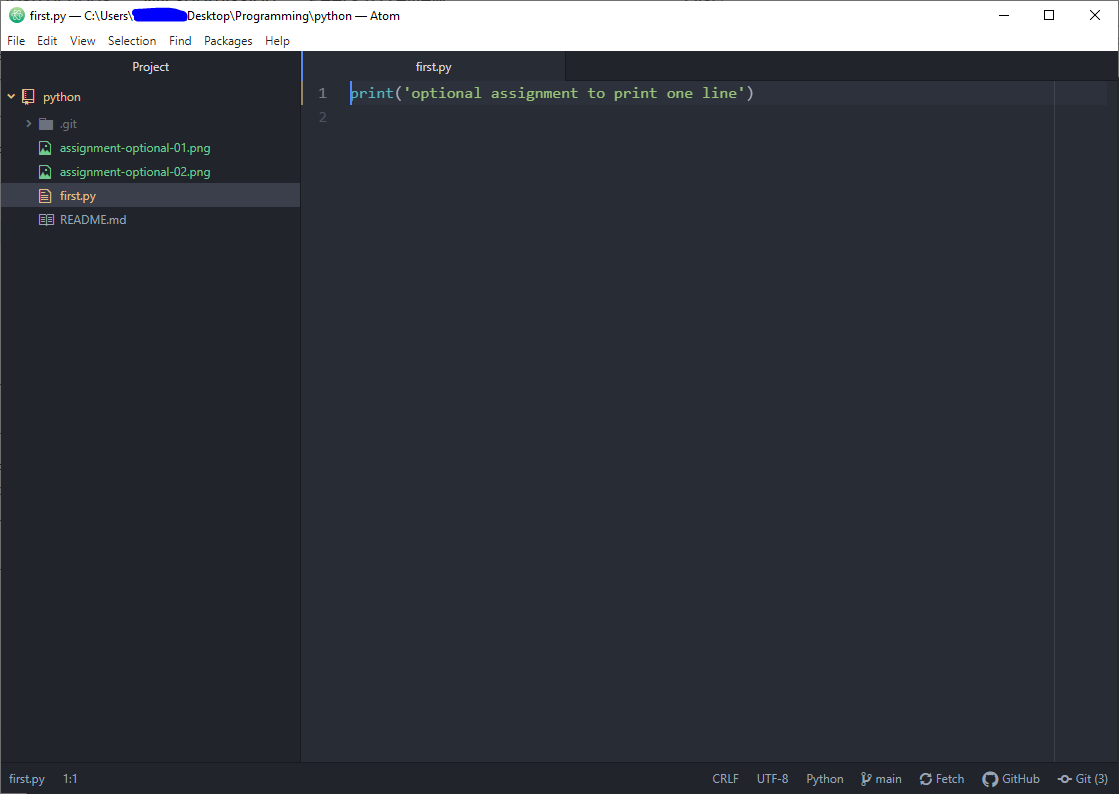 first.py — C:\Users\ Desktop\Programming\python — Atom
File Edit View Selection Find Packages Help
Project
python
.git
assignment-optional-01.png
assignment-optional-02.png
first.py
README.md
first.py
1 print('optional assignment to print one line')
2
first.py 1:1 CRLF UTF-8 Python main Fetch GitHub Git (3)